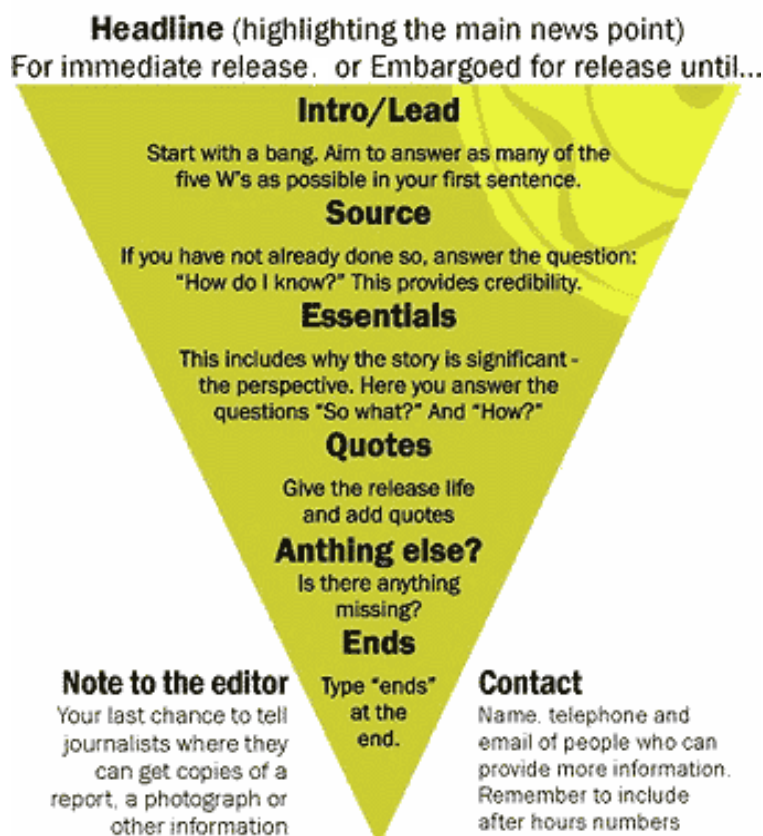 Headline (highlighting the main news point)
For immediate release. or Embargoed for release until...
Intro/Lead
Start with a bang. Aim to answer as many of the
five W's as possible in your first sentence.
Source
If you have not already done so, answer the question:
"How do I know?" This provides credibility.
Essentials
This includes why the story is significant -
the perspective. Here you answer the
questions "So what?" And "How?"
Quotes
Give the release life
and add quotes
Anthing else?
Is there anything
missing?
Ends
Type "ends"
at the
end.
Note to the editor
Your last chance to tell
journalists where they
can get copies of a
report, a photograph or
other information
Contact
Name, telephone and
email of people who can
provide more information.
Remember to include
after hours numbers